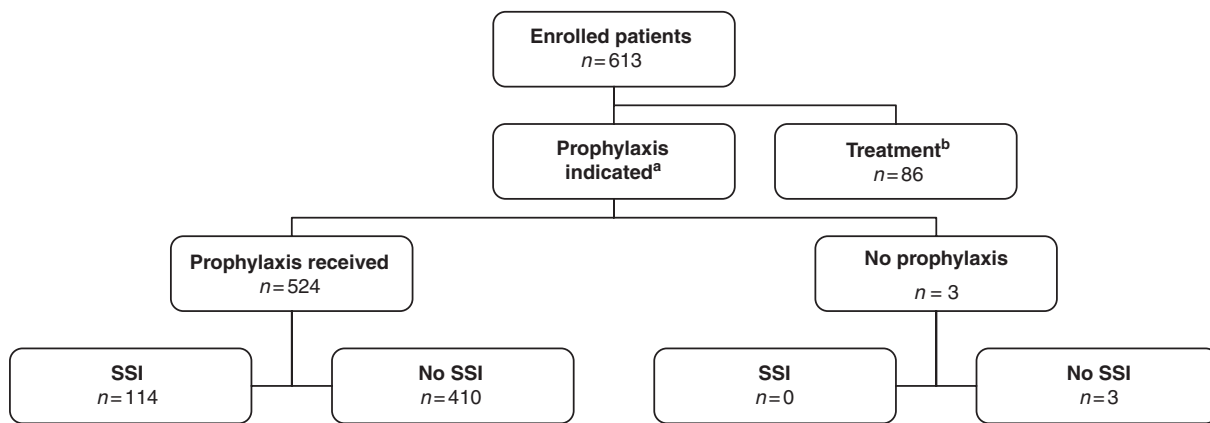 Enrolled patients
n=613
Prophylaxis
indicatedᵃ
Treatmentᵇ
n=86
Prophylaxis received
n=524
No prophylaxis
n = 3
SSI
n=114
No SSI
n=410
SSI
n=0
No SSI
n=3